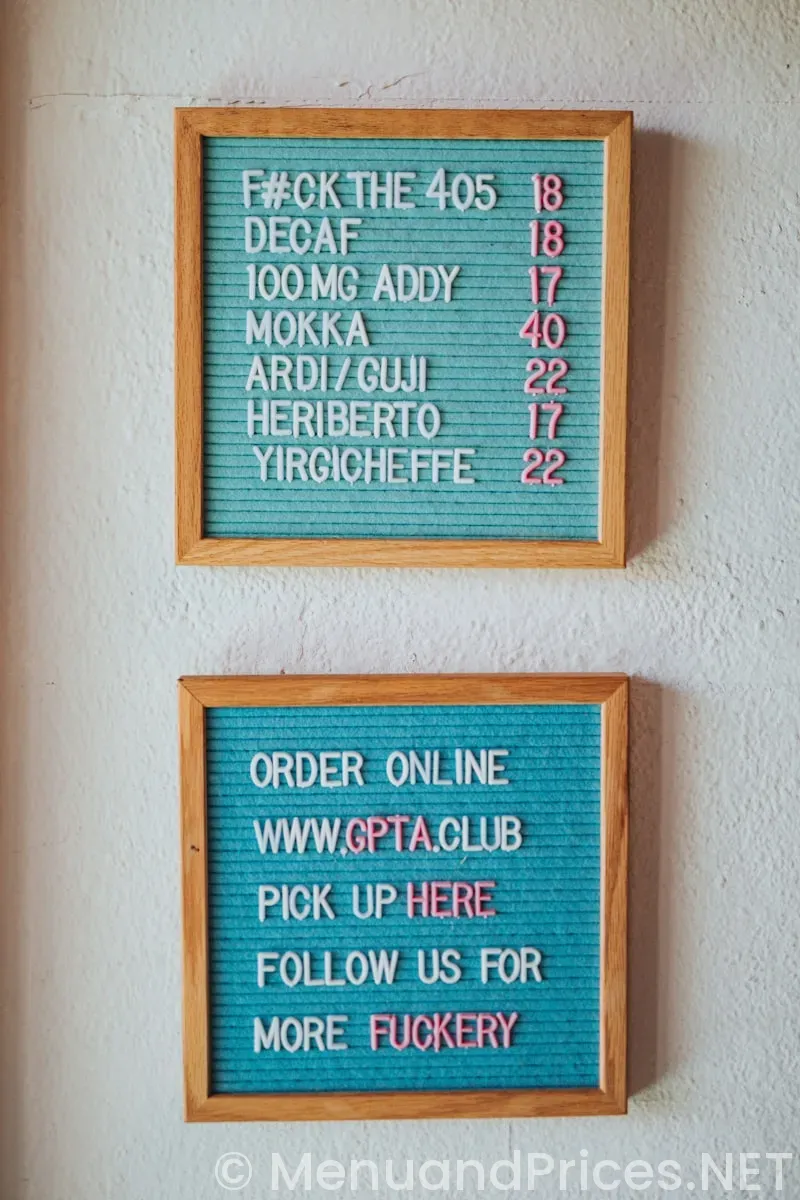 F#CK THE 405 18
DECAF 18
100 MG ADDY 17
MOKKA 40
ARDI/GUJI 22
HERIBERTO 17
YIRGICHEFFE 22
ORDER ONLINE
WWW.GPTA.CLUB
PICK UP HERE
FOLLOW US FOR
MORE FUCKERY
© MenuandPrices.NET